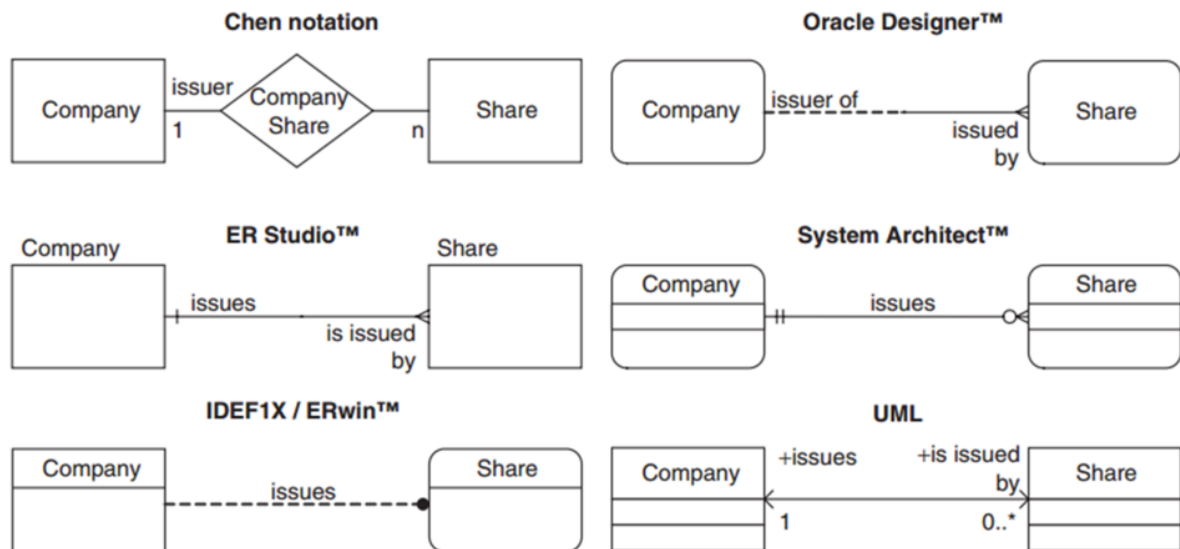 Chen notation
Company
issuer
1
Company
Share
n
Share
Oracle Designer™
Company
issuer of
issued
by
Share
ER Studio™
Company
issues
is issued
by
Share
System Architect™
Company
issues
Share
IDEF1X / ERwin™
Company
issues
Share
UML
Company
+issues
1
+is issued
by
0..*
Share